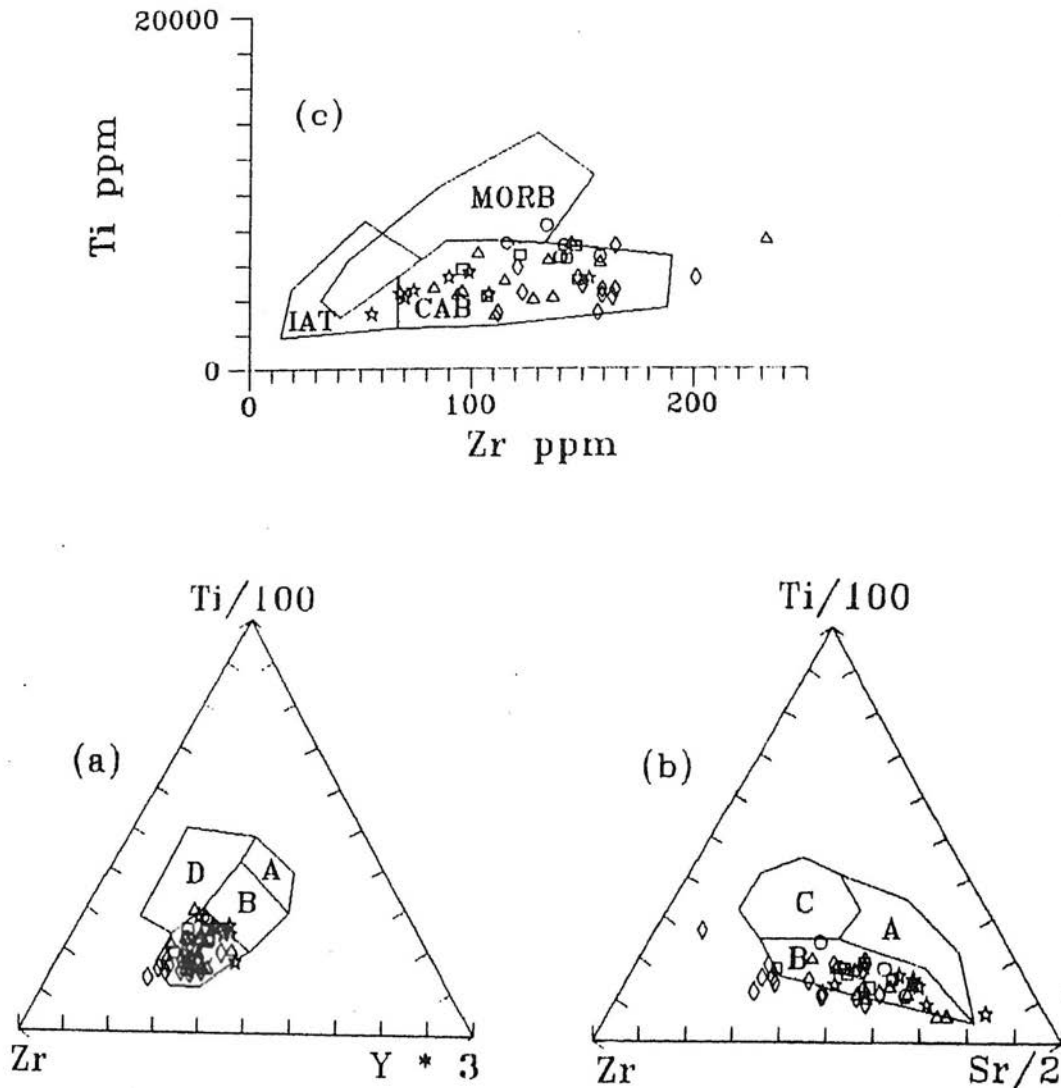 20000
(c)
Ti ppm
MORB
IAT
CAB
0
0
100
200
Zr ppm
Ti/100
Ti/100
(a)
(b)
D
A
B
C
A
B
Zr
Y * 3
Zr
Sr/2